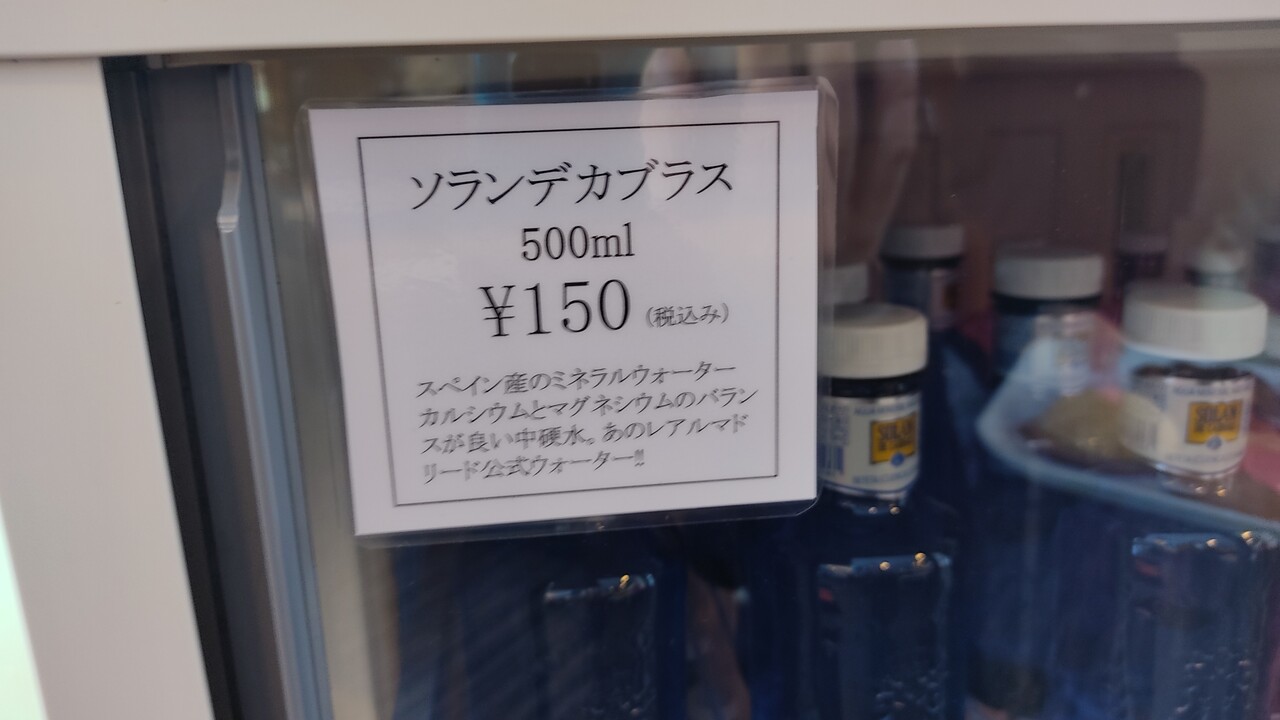 ソランデカブラス
500ml
¥150 (税込み)
スペイン産のミネラルウォーター
カルシウムとマグネシウムのバラン
スが良い中硬水。あのレアルマド
リード公式ウォーター!!
SOLAN
SOLAN